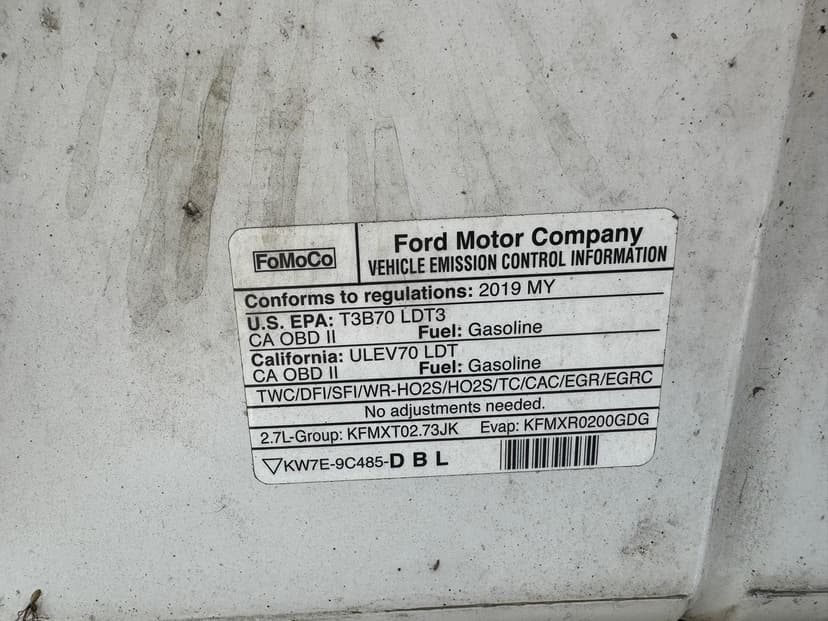 FoMoCo
Ford Motor Company
VEHICLE EMISSION CONTROL INFORMATION
Conforms to regulations: 2019 MY
U.S. EPA: T3B70 LDT3
CA OBD II Fuel: Gasoline
California: ULEV70 LDT
CA OBD II Fuel: Gasoline
TWC/DFI/SFI/WR-HO2S/HO2S/TC/CAC/EGR/EGRC
No adjustments needed.
2.7L-Group: KFMXT02.73JK Evap: KFMXR0200GDG
▽KW7E-9C485-D B L